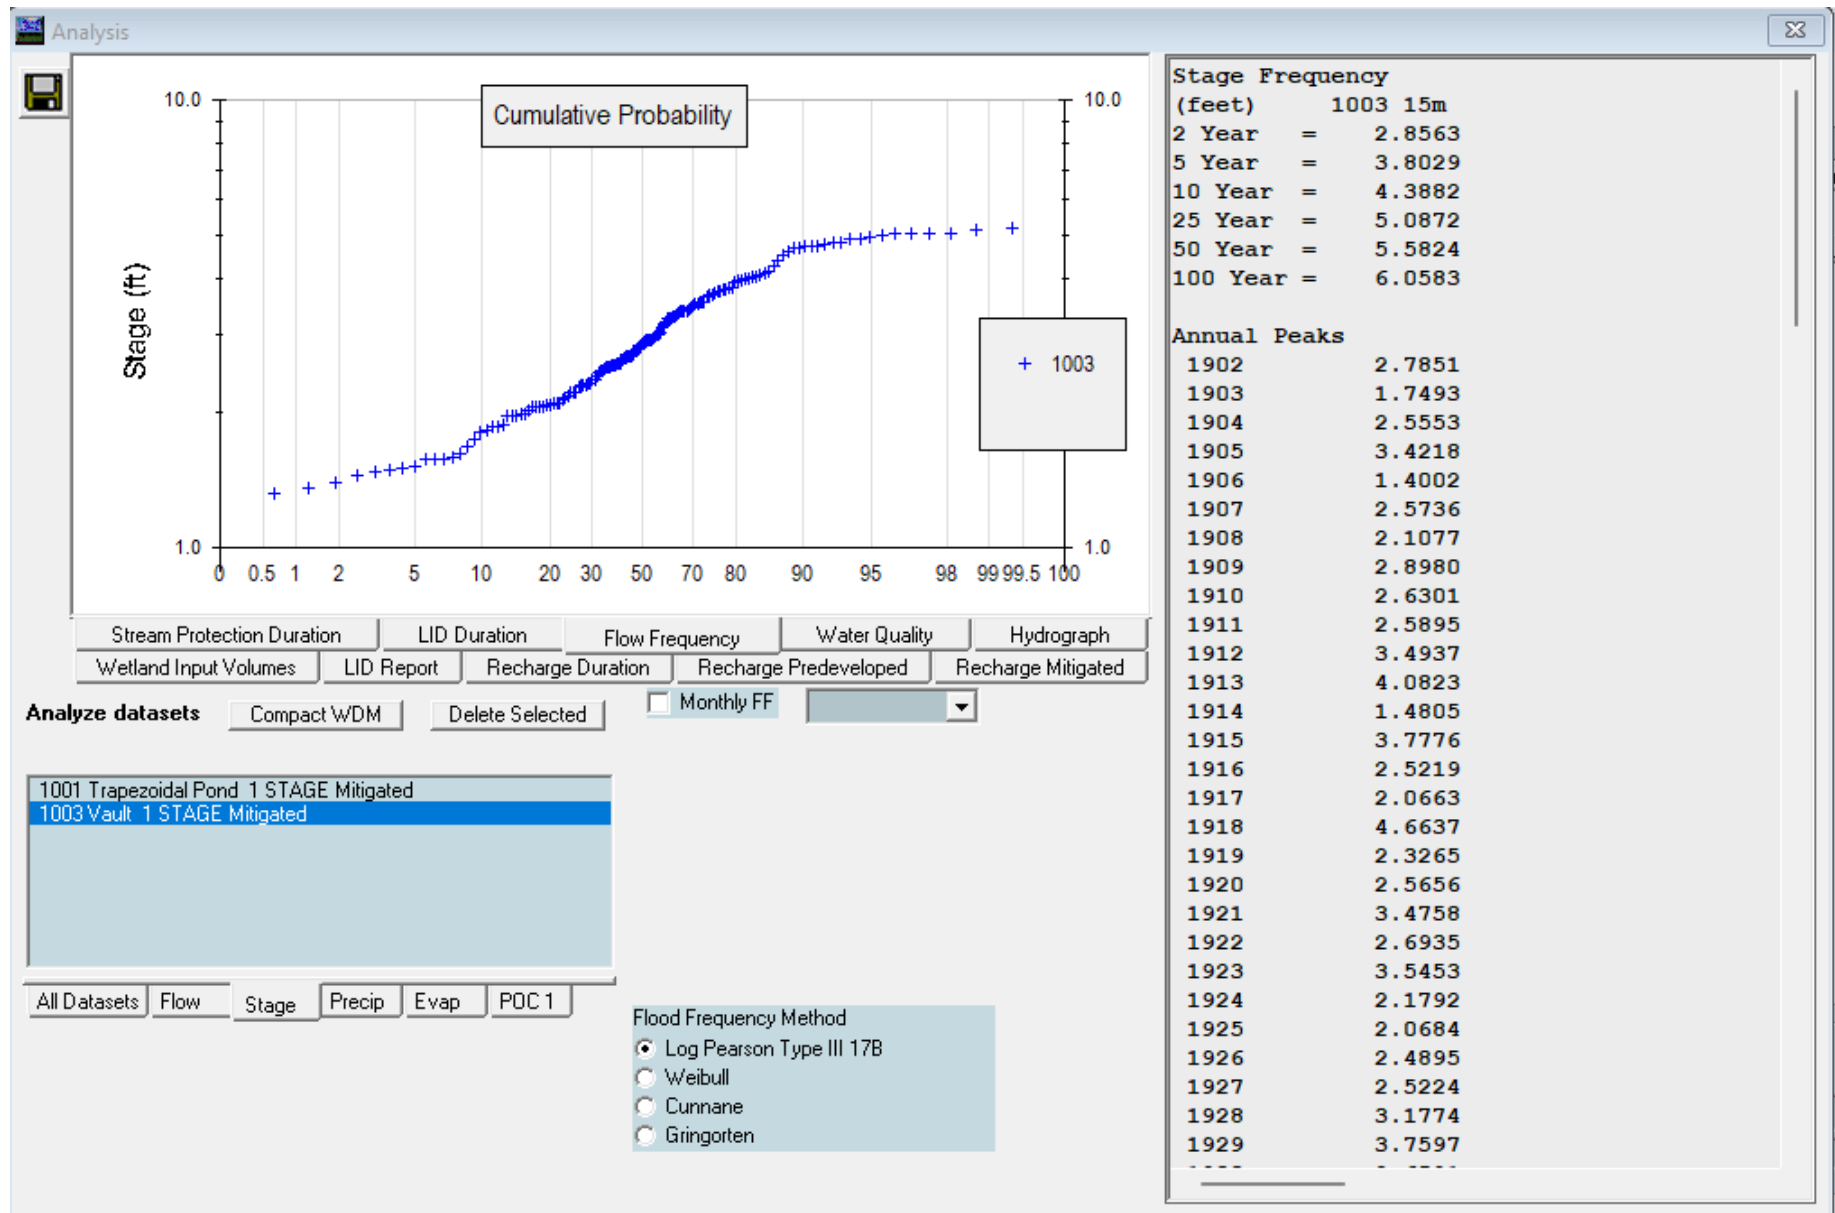 Analysis
Cumulative Probability
10.0
10.0
Stage (ft)
1003
1.0
1.0
0 0.5 1 2 5 10 20 30 50 70 80 90 95 98 99 99.5 100
Stream Protection Duration LID Duration Flow Frequency Water Quality Hydrograph
Wetland Input Volumes LID Report Recharge Duration Recharge Predeveloped Recharge Mitigated
Analyze datasets Compact WDM Delete Selected Monthly FF
1001 Trapezoidal Pond 1 STAGE Mitigated
1003 Vault 1 STAGE Mitigated
All Datasets Flow Stage Precip Evap POC 1
Flood Frequency Method
Log Pearson Type III 17B
Weibull
Cunnane
Gringorten
Stage Frequency
(feet) 1003 15m
2 Year = 2.8563
5 Year = 3.8029
10 Year = 4.3882
25 Year = 5.0872
50 Year = 5.5824
100 Year = 6.0583
Annual Peaks
1902 2.7851
1903 1.7493
1904 2.5553
1905 3.4218
1906 1.4002
1907 2.5736
1908 2.1077
1909 2.8980
1910 2.6301
1911 2.5895
1912 3.4937
1913 4.0823
1914 1.4805
1915 3.7776
1916 2.5219
1917 2.0663
1918 4.6637
1919 2.3265
1920 2.5656
1921 3.4758
1922 2.6935
1923 3.5453
1924 2.1792
1925 2.0684
1926 2.4895
1927 2.5224
1928 3.1774
1929 3.7597